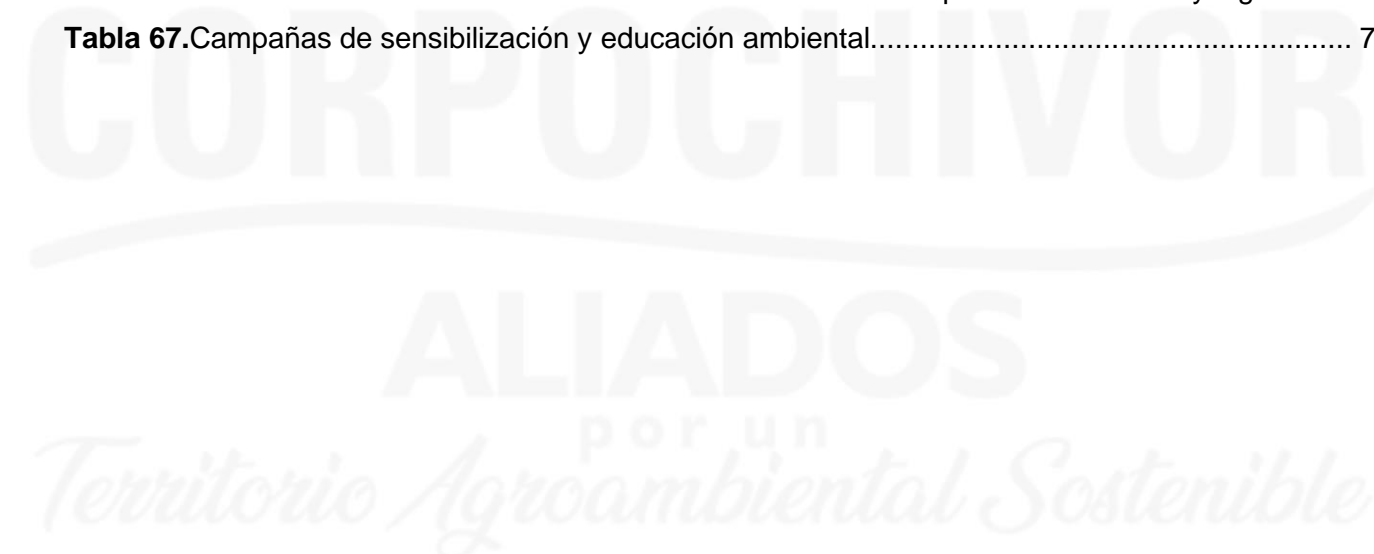 Tabla 67.Campañas de sensibilización y educación ambiental.......................................................... 7
CORPOCHIVOR
ALIADOS
por un
Territorio Agroambiental Sostenible